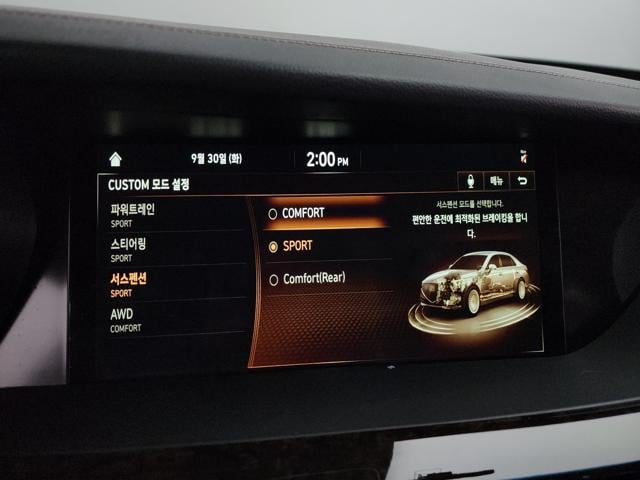 9월 30일 (화)
2:00 PM
CUSTOM 모드 설정
메뉴
파워트레인
SPORT
스티어링
SPORT
서스펜션
SPORT
AWD
COMFORT
COMFORT
SPORT
Comfort(Rear)
서스펜션 모드를 선택합니다.
편안한 운전에 최적화된 브레이킹을 합니
다.